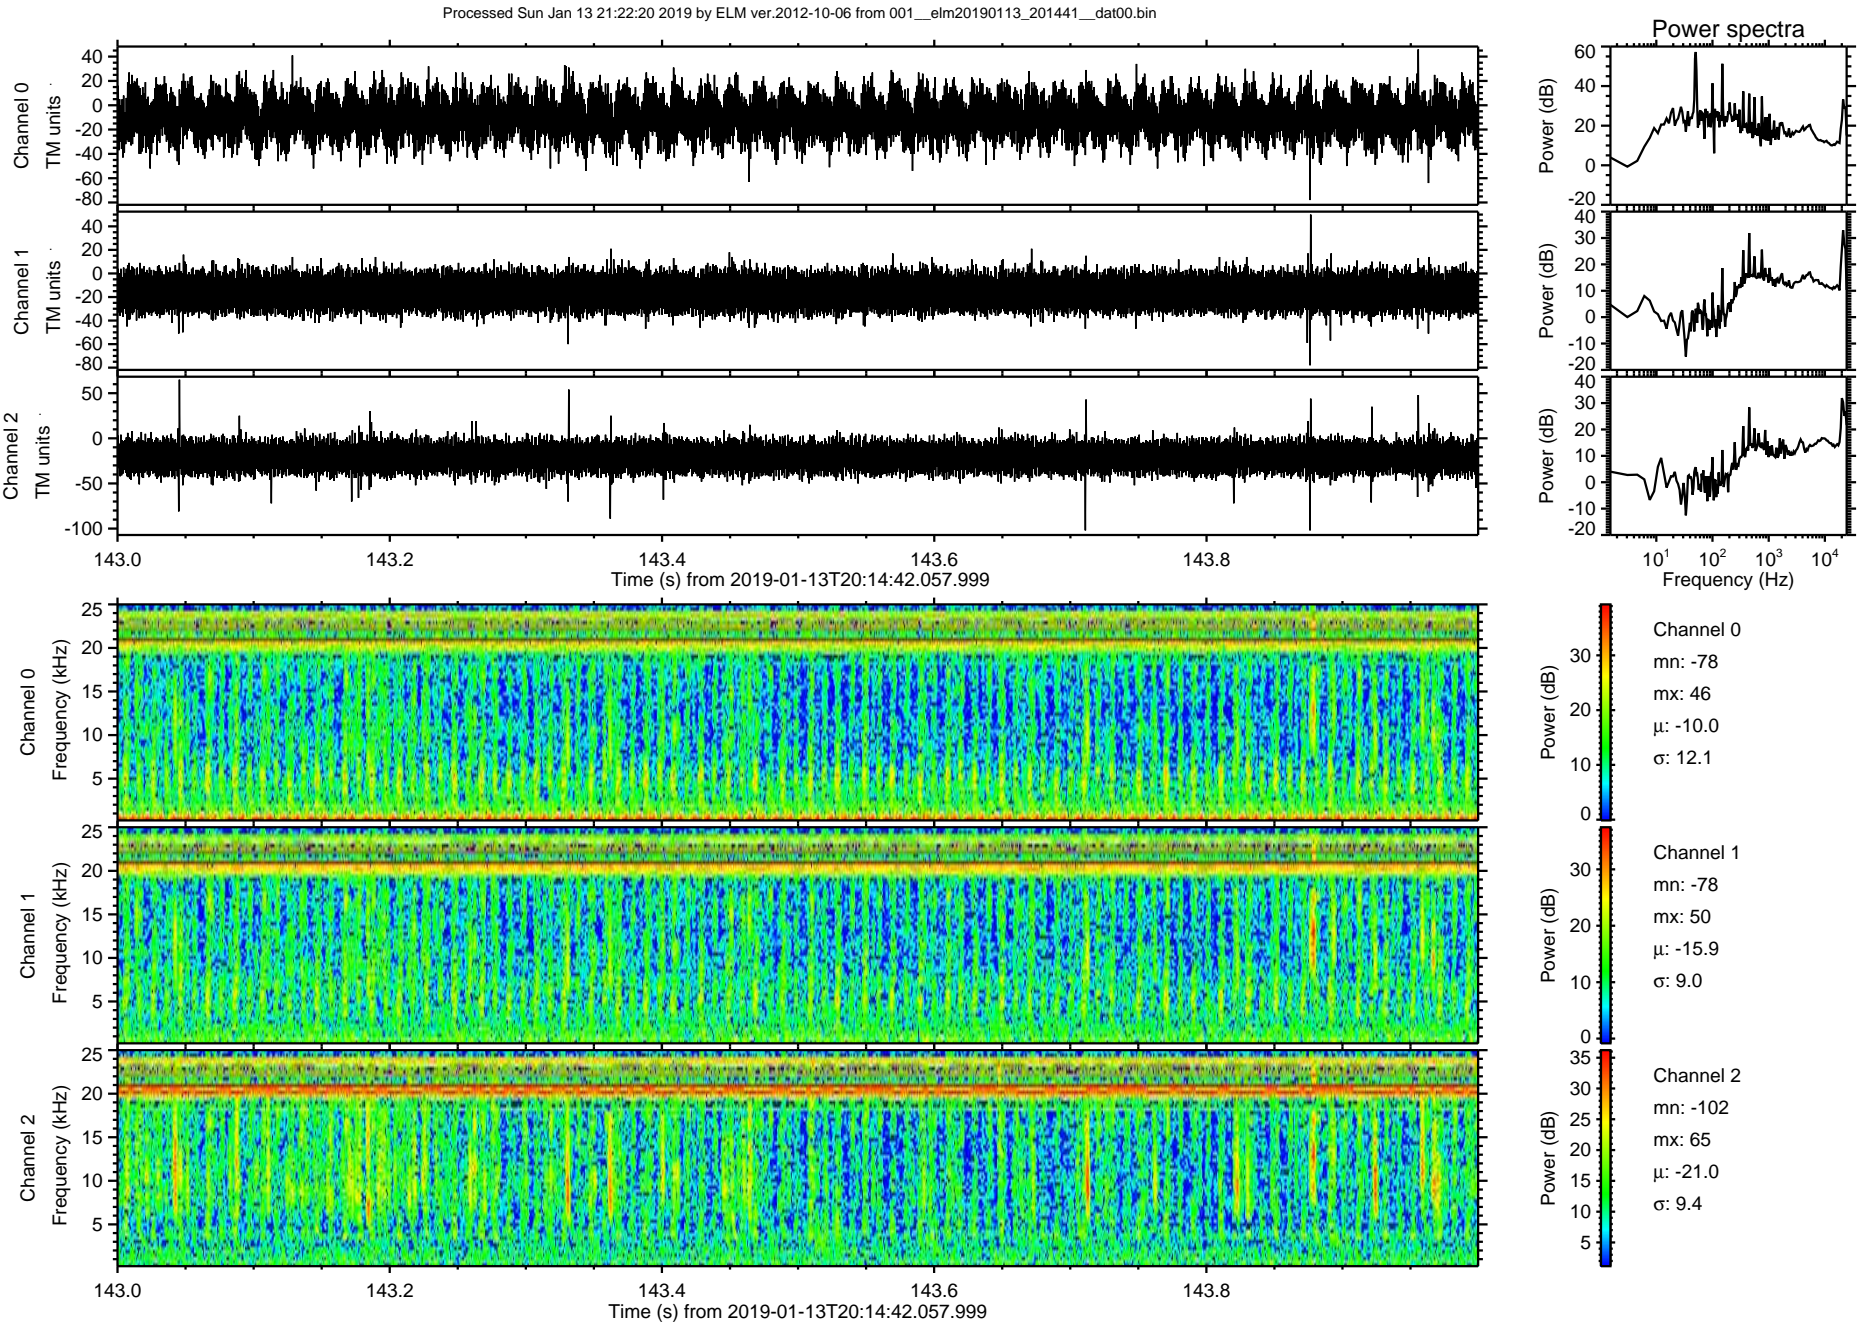 Processed Sun Jan 13 21:22:20 2019 by ELM ver.2012-10-06 from 001__elm20190113_201441__dat00.bin
Power spectra
Channel 0
TM units
40
20
0
-20
-40
-60
-80
Power (dB)
60
40
20
0
-20
Channel 1
TM units
40
20
0
-20
-40
-60
-80
Power (dB)
40
30
20
10
0
-10
-20
Channel 2
TM units
50
0
-50
-100
Power (dB)
40
30
20
10
0
-10
-20
143.0 143.2 143.4 143.6 143.8
Time (s) from 2019-01-13T20:14:42.057.999
10¹ 10² 10³ 10⁴
Frequency (Hz)
Channel 0
Frequency (kHz)
25
20
15
10
5
Power (dB)
30
20
10
0
Channel 0
mn: -78
mx: 46
μ: -10.0
σ: 12.1
Channel 1
Frequency (kHz)
25
20
15
10
5
Power (dB)
30
20
10
0
Channel 1
mn: -78
mx: 50
μ: -15.9
σ: 9.0
Channel 2
Frequency (kHz)
25
20
15
10
5
Power (dB)
35
30
25
20
15
10
5
Channel 2
mn: -102
mx: 65
μ: -21.0
σ: 9.4
143.0 143.2 143.4 143.6 143.8
Time (s) from 2019-01-13T20:14:42.057.999